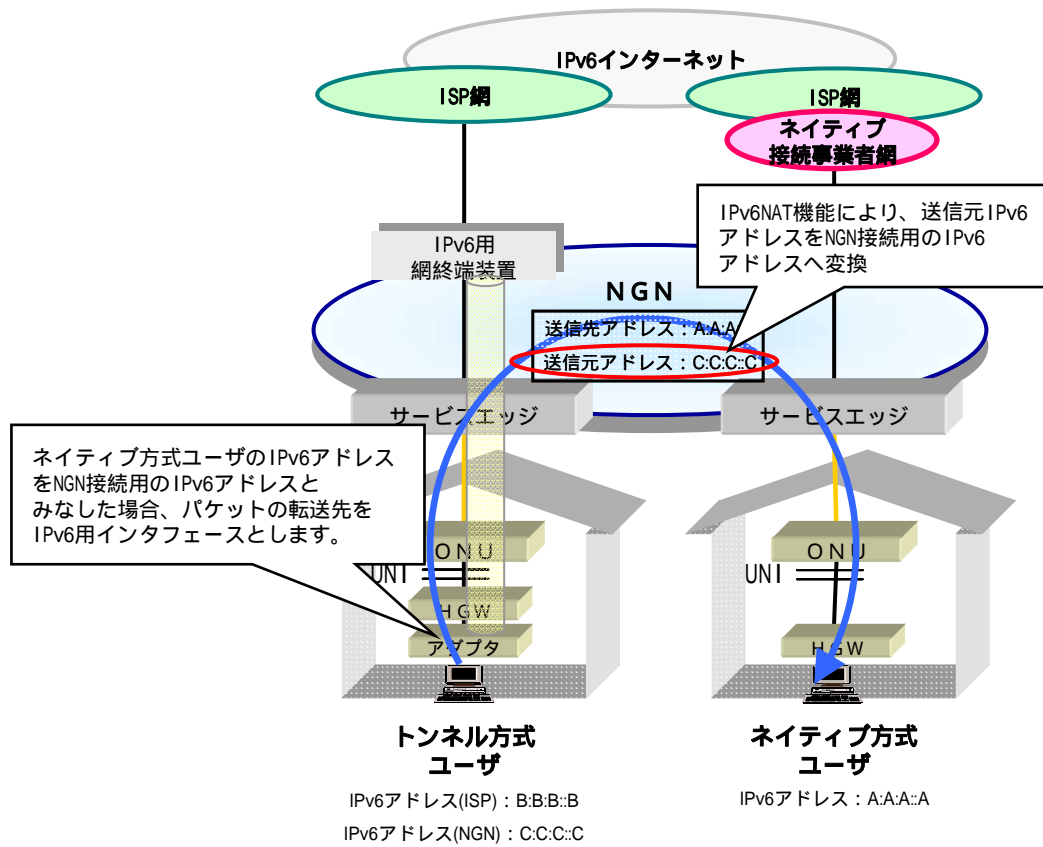 IPv6インターネット
ISP網
ISP網
ネイティブ
接続事業者網
IPv6NAT機能により、送信元IPv6
アドレスをNGN接続用のIPv6
アドレスへ変換
IPv6用
網終端装置
NGN
送信先アドレス：A:A:A
送信元アドレス：C:C:C::C
サービスエッジ
サービスエッジ
ネイティブ方式ユーザのIPv6アドレス
をNGN接続用のIPv6アドレスと
みなした場合、パケットの転送先を
IPv6用インタフェースとします。
ONU
UNI
HGW
アダプタ
ONU
UNI
HGW
トンネル方式
ユーザ
IPv6アドレス(ISP)：B:B:B::B
IPv6アドレス(NGN)：C:C:C::C
ネイティブ方式
ユーザ
IPv6アドレス：A:A:A::A